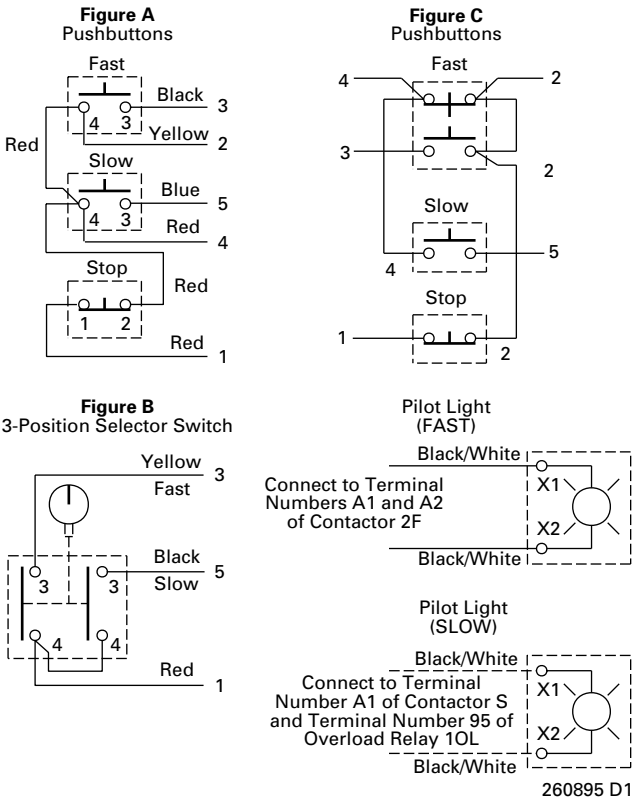 Figure A
Pushbuttons
Fast
Black
3
4 3
Yellow
2
Red
Slow
Blue
5
4 3
Red
4
Stop
Red
1 2
Red
1
Figure C
Pushbuttons
Fast
4
2
3
2
Slow
5
4
Stop
1
2
Figure B
3-Position Selector Switch
Yellow
3
Fast
Black
5
3 3
Slow
4 4
Red
1
Pilot Light
(FAST)
Black/White
Connect to Terminal
Numbers A1 and A2
of Contactor 2F
X1
X2
Black/White
Pilot Light
(SLOW)
Black/White
Connect to Terminal
Number A1 of Contactor S
and Terminal Number 95 of
Overload Relay 1OL
X1
X2
Black/White
260895 D1